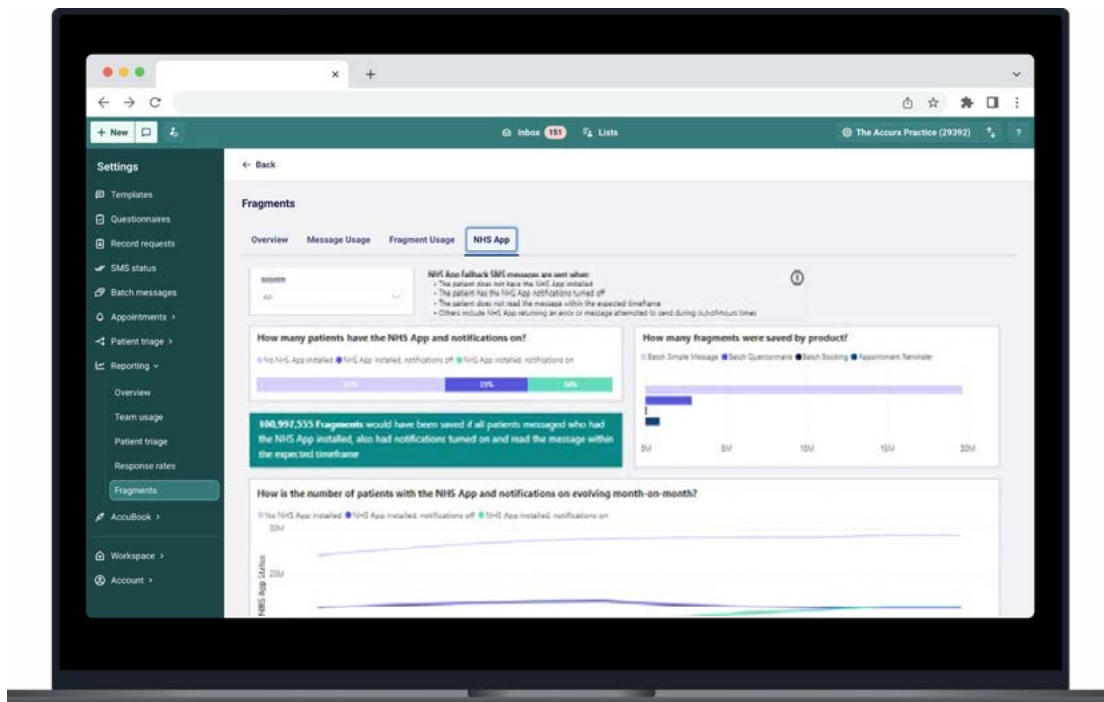 + New
Inbox 151 Lists
The Accurx Practice (29392) ?
Settings
Templates
Questionnaires
Record requests
SMS status
Batch messages
Appointments >
Patient triage >
Reporting
Overview
Team usage
Patient triage
Response rates
Fragments
AccuBook >
Workspace >
Account >
← Back
Fragments
Overview Message Usage Fragment Usage NHS App
All
NHS App fallback SMS messages are sent when:
• The patient does not have the NHS App installed
• The patient has the NHS App notifications turned off
• The patient does not read the message within the expected timeframe
• Others include NHS App returning an error or message attempted to send during out-of-hours times
How many patients have the NHS App and notifications on?
No NHS App installed NHS App installed, notifications off NHS App installed, notifications on
23% 24%
100,997,555 Fragments would have been saved if all patients messaged who had
the NHS App installed, also had notifications turned on and read the message within
the expected timeframe
How many fragments were saved by product?
Batch Simple Message Batch Questionnaire Batch Booking Appointment Reminder
0M 5M 10M 15M 20M
How is the number of patients with the NHS App and notifications on evolving month-on-month?
No NHS App installed NHS App installed, notifications off NHS App installed, notifications on
30M
20M
NHS App Status